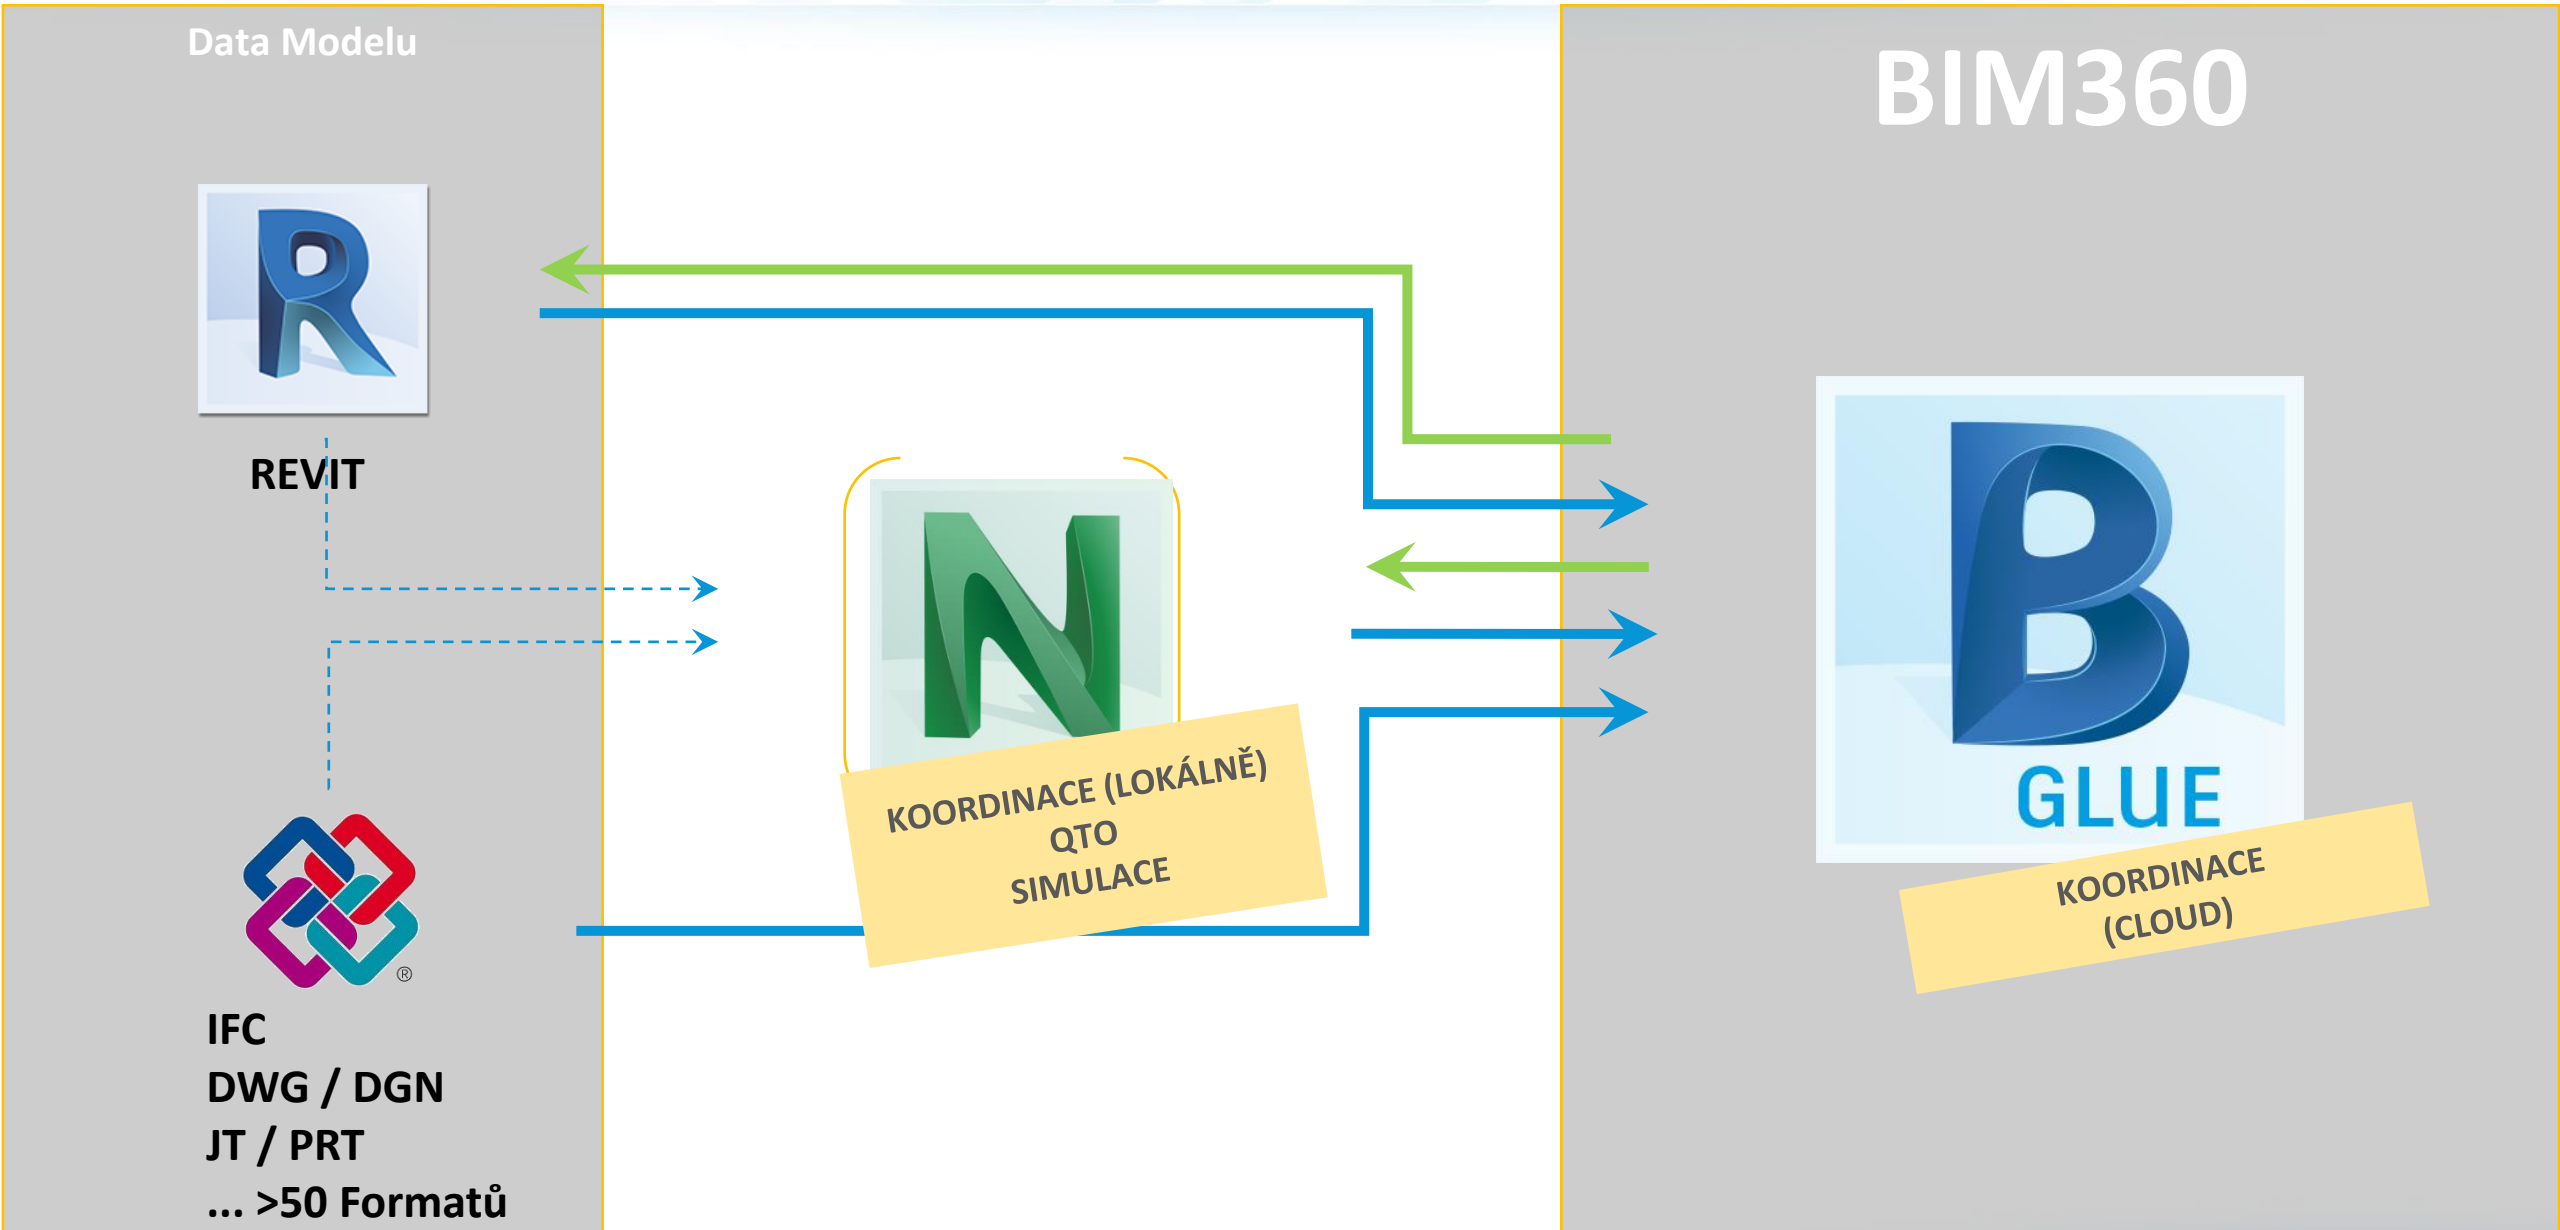 Data Modelu
BIM360
REVIT
KOORDINACE (LOKÁLNĚ)
QTO
SIMULACE
GLUE
KOORDINACE
(CLOUD)
®
IFC
DWG / DGN
JT / PRT
... >50 Formatů